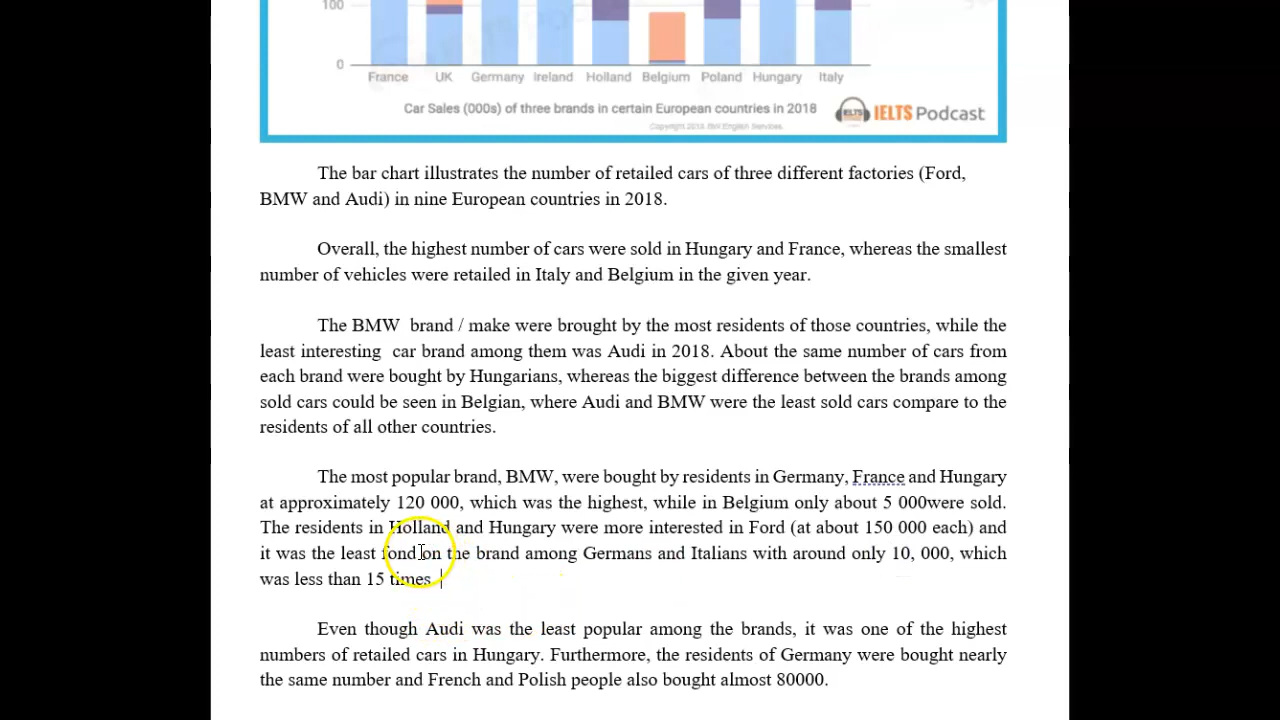 100
0
France UK Germany Ireland Holland Belgium Poland Hungary Italy
Car Sales (000s) of three brands in certain European countries in 2018
IELTS IELTS Podcast
The bar chart illustrates the number of retailed cars of three different factories (Ford,
BMW and Audi) in nine European countries in 2018.
Overall, the highest number of cars were sold in Hungary and France, whereas the smallest
number of vehicles were retailed in Italy and Belgium in the given year.
The BMW  brand / make were brought by the most residents of those countries, while the
least interesting  car brand among them was Audi in 2018. About the same number of cars from
each brand were bought by Hungarians, whereas the biggest difference between the brands among
sold cars could be seen in Belgian, where Audi and BMW were the least sold cars compare to the
residents of all other countries.
The most popular brand, BMW, were bought by residents in Germany, France and Hungary
at approximately 120 000, which was the highest, while in Belgium only about 5 000were sold.
The residents in Holland and Hungary were more interested in Ford (at about 150 000 each) and
it was the least fond on the brand among Germans and Italians with around only 10, 000, which
was less than 15 times
Even though Audi was the least popular among the brands, it was one of the highest
numbers of retailed cars in Hungary. Furthermore, the residents of Germany were bought nearly
the same number and French and Polish people also bought almost 80000.